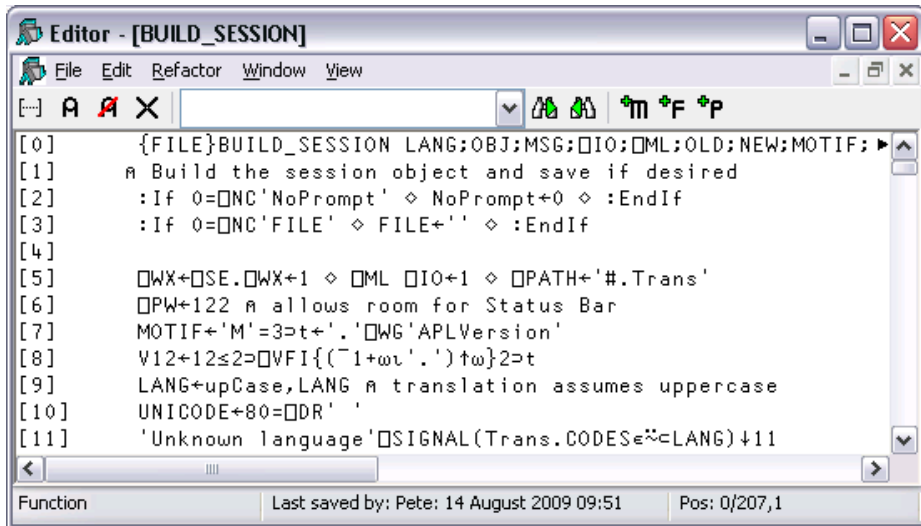 Editor - [BUILD_SESSION]
File Edit Refactor Window View
[0] {FILE}BUILD_SESSION LANG;OBJ;MSG;⎕IO;⎕ML;OLD;NEW;MOTIF;
[1] ⍝ Build the session object and save if desired
[2] :If 0=⎕NC'NoPrompt' ⋄ NoPrompt←0 ⋄ :EndIf
[3] :If 0=⎕NC'FILE' ⋄ FILE←'' ⋄ :EndIf
[4]
[5] ⎕WX←⎕SE.⎕WX←1 ⋄ ⎕ML ⎕IO←1 ⋄ ⎕PATH←'#.Trans'
[6] ⎕PW←122 ⍝ allows room for Status Bar
[7] MOTIF←'M'=3⊃t←'.'⎕WG'APLVersion'
[8] V12←12≤2⊃⎕VFI{(¯1+⍵⍳'.')↑⍵}2⊃t
[9] LANG←upCase,LANG ⍝ translation assumes uppercase
[10] UNICODE←80=⎕DR' '
[11] 'Unknown language'⎕SIGNAL(Trans.CODES∊⍨⊂LANG)↓11
Function Last saved by: Pete: 14 August 2009 09:51 Pos: 0/207,1